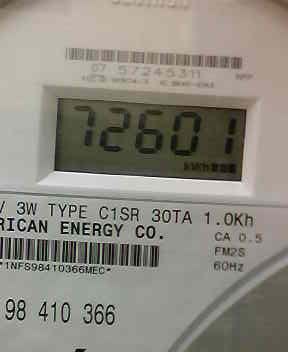 07 57245311
72601
kWh
V 3W TYPE C1SR 30TA 1.0Kh
RICAN ENERGY CO.
CA 0.5
FM2S
60Hz
*1NFS98410366MEC*
98 410 366